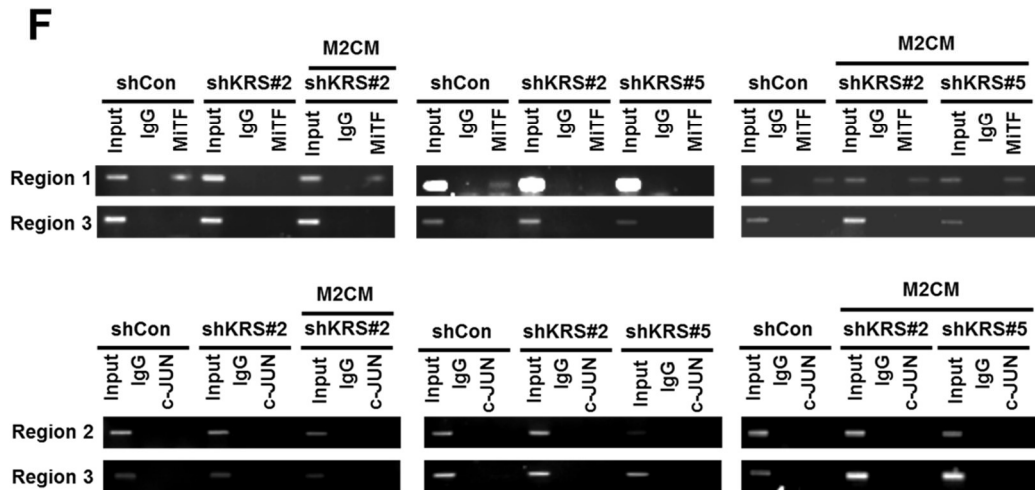 F
M2CM
M2CM
shCon shKRS#2 shKRS#2 shCon shKRS#2 shKRS#5 shCon shKRS#2 shKRS#5
Input IgG MiTF Input IgG MiTF Input IgG MiTF Input IgG MiTF Input IgG MiTF Input IgG MiTF Input IgG MITF Input IgG MITF Input IgG MITF
Region 1
Region 3
M2CM
M2CM
shCon shKRS#2 shKRS#2 shCon shKRS#2 shKRS#5 shCon shKRS#2 shKRS#5
Input IgG c-JUN Input IgG c-JUN Input IgG c-JUN Input IgG c-JUN Input IgG c-JUN Input IgG c-JUN Input IgG c-JUN Input IgG c-JUN Input IgG c-JUN
Region 2
Region 3